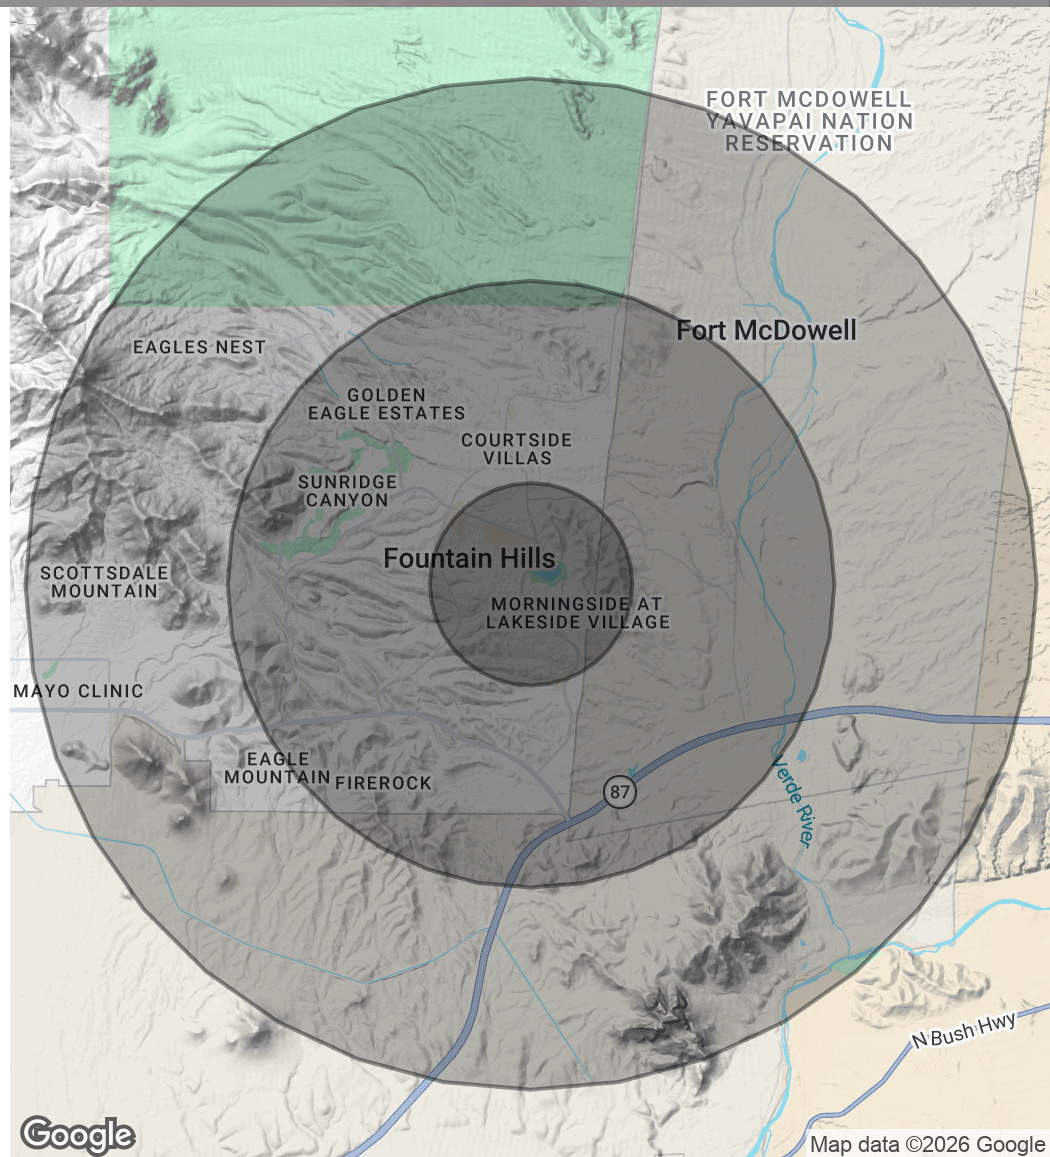 FORT MCDOWELL
YAVAPAI NATION
RESERVATION
Fort McDowell
EAGLES NEST
GOLDEN
EAGLE ESTATES
COURTSIDE
VILLAS
SUNRIDGE
CANYON
Fountain Hills
SCOTTSDALE
MOUNTAIN
MORNINGSIDE AT
LAKESIDE VILLAGE
MAYO CLINIC
EAGLE
MOUNTAIN
FIREROCK
87
Verde River
N Bush Hwy
Google
Map data ©2026 Google